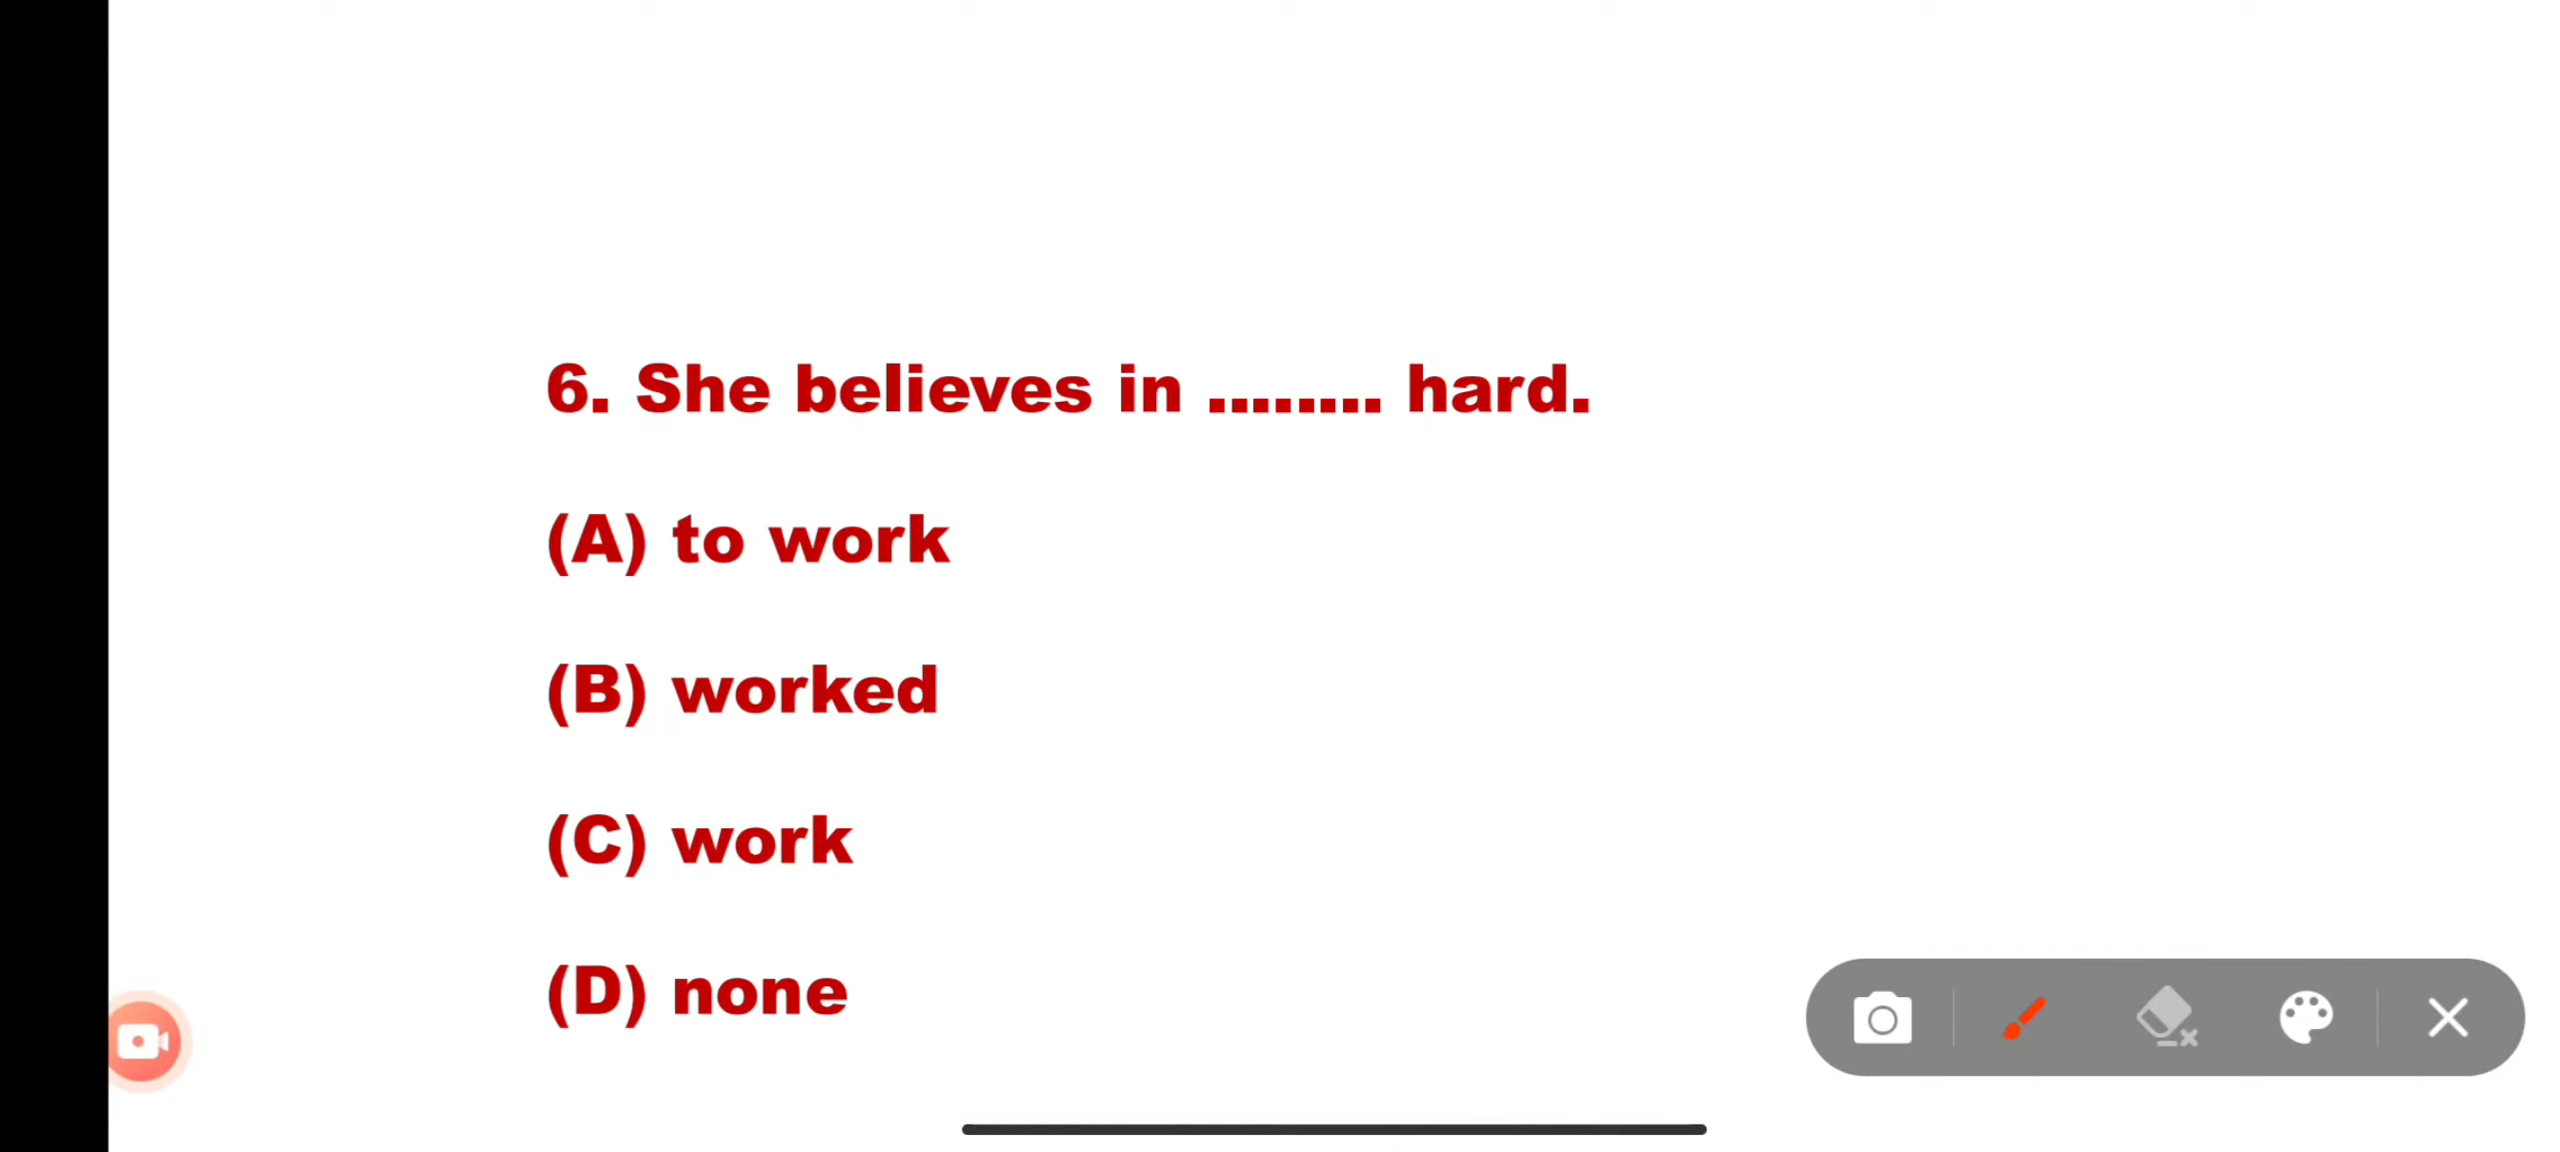 6. She believes in ........ hard.
(A) to work
(B) worked
(C) work
(D) none